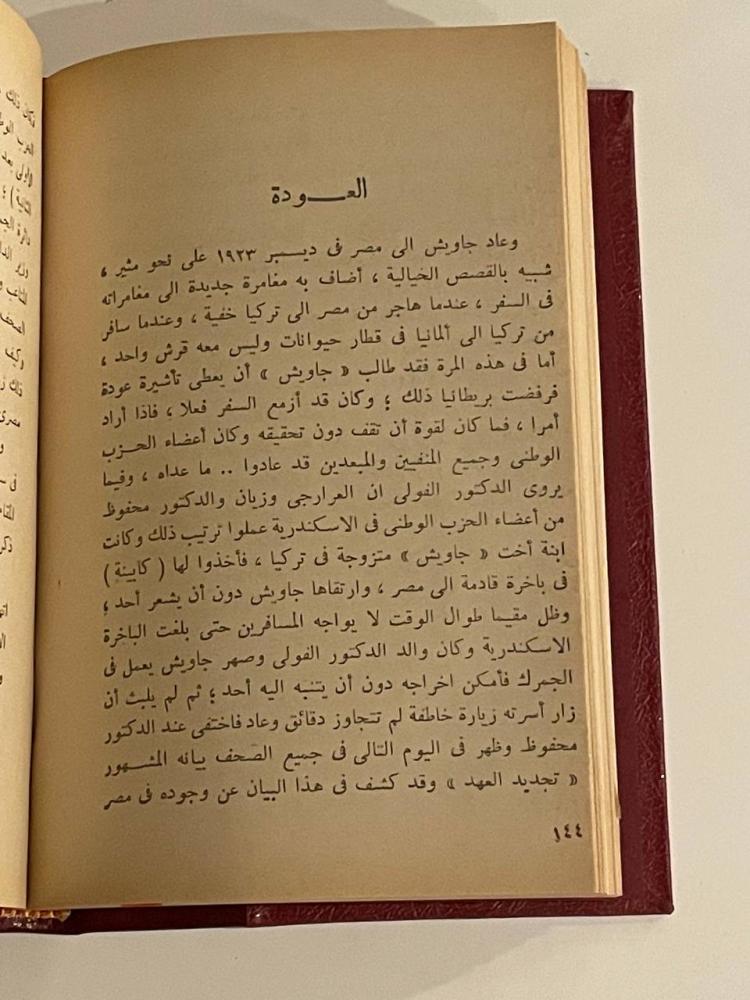 العـــودة
وعاد جاويش الى مصر فى ديسمبر ١٩٢٣ على نحو مثير ،
شبيه بالقصص الخيالية ، أضاف به مغامرة جديدة الى مغامراته
فى السفر ، عندما هاجر من مصر الى تركيا خفية ، وعندما سافر
من تركيا الى ألمانيا فى قطار حيوانات وليس معه قرش واحد ،
أما فى هذه المرة فقد طالب « جاويش » أن يعطى تأشيرة عودة
فرفضت بريطانيا ذلك ؛ وكان قد أزمع السفر فعلا ، فاذا أراد
أمرا ، فما كان لقوة أن تقف دون تحقيقه وكان أعضاء الحزب
الوطنى وجميع المنفيين والمبعدين قد عادوا .. ما عداه ، وفيما
يروى الدكتور الفولى ان العرارجى وزيان والدكتور محفوظ
من أعضاء الحزب الوطنى فى الاسكندرية عملوا ترتيب ذلك وكانت
ابنة أخت « جاويش » متزوجة فى تركيا ، فأخذوا لها ( كابينة )
فى باخرة قادمة الى مصر ، وارتقاها جاويش دون أن يشعر أحد ؛
وظل مقيما طوال الوقت لا يواجه المسافرين حتى بلغت الباخرة
الاسكندرية وكان والد الدكتور الفولى وصهر جاويش يعمل فى
الجمرك فأمكن اخراجه دون أن يتنبه اليه أحد ؛ ثم لم يلبث أن
زار أسرته زيارة خاطفة لم تتجاوز دقائق وعاد فاختفى عند الدكتور
محفوظ وظهر فى اليوم التالى فى جميع الصحف بيانه المشهور
« تجديد العهد » وقد كشف فى هذا البيان عن وجوده فى مصر
١٤٤